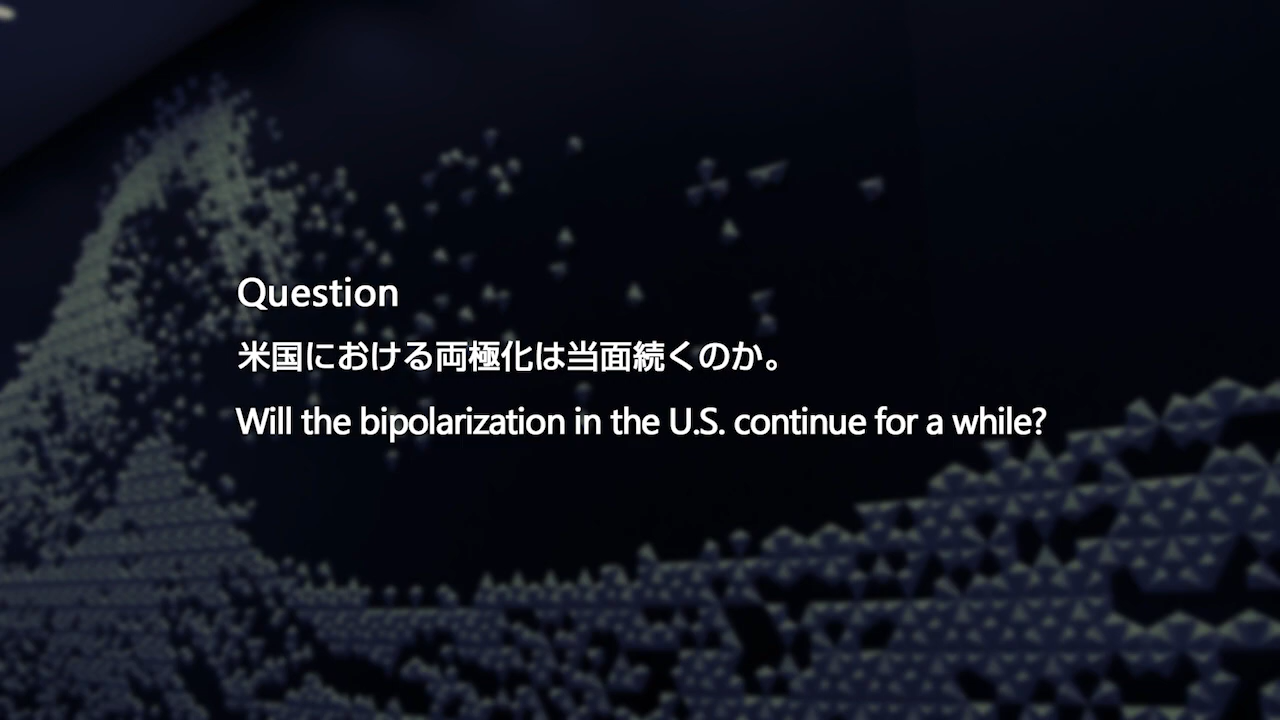 Question
米国における両極化は当面続くのか。
Will the bipolarization in the U.S. continue for a while?